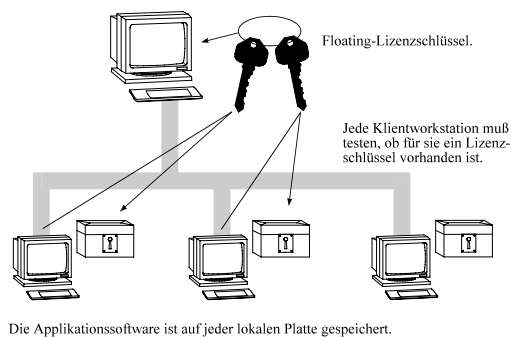 Floating-Lizenzschlüssel.
Jede Klientworkstation muß
testen, ob für sie ein Lizenz-
schlüssel vorhanden ist.
Die Applikationssoftware ist auf jeder lokalen Platte gespeichert.